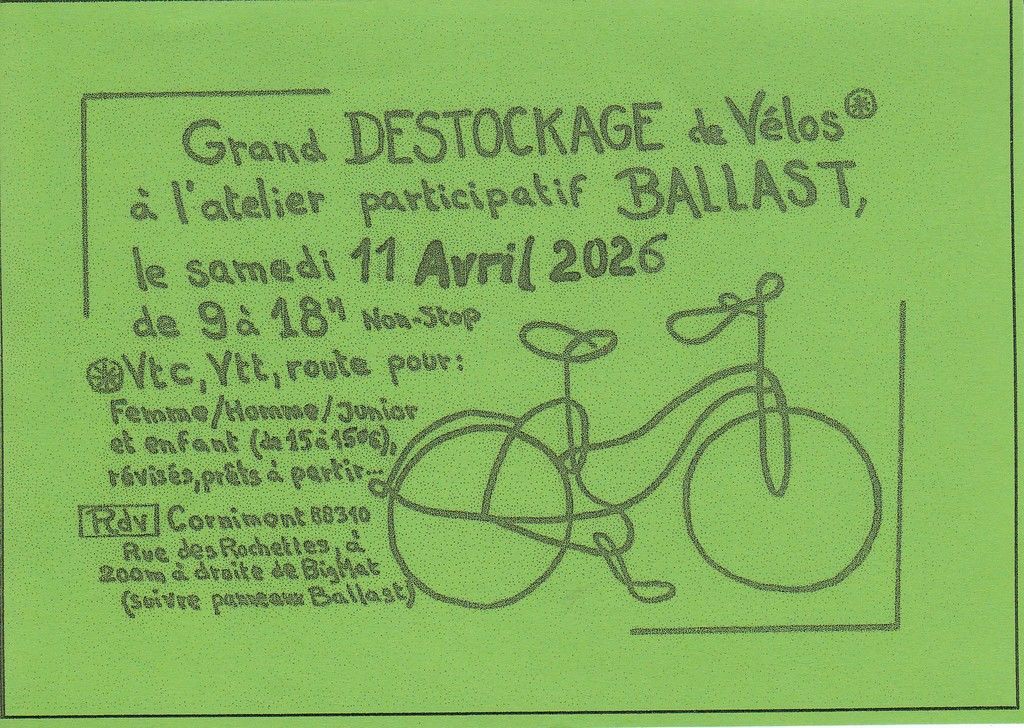 Grand DESTOCKAGE de Vélos
à l'atelier participatif BALLAST,
le samedi 11 Avril 2026
de 9 à 18H Non-Stop
Vtc, Vtt, route pour:
Femme/Homme/Junior
et enfant (de 15 à 150€),
révisés, prêts à partir...
Rdv Cornimont 88310
Rue des Rochelles, à
200m à droite de BigMat
(suivre panneaux Ballast)